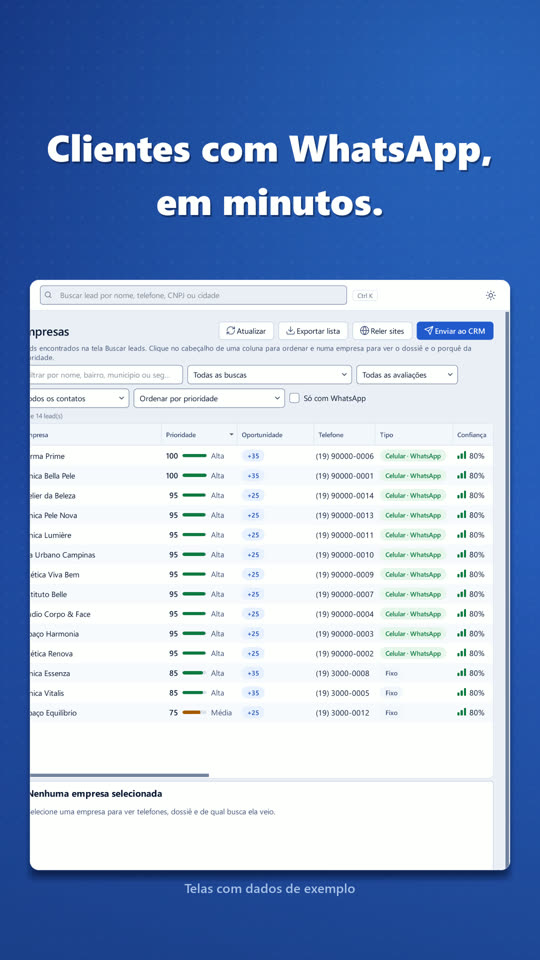 Clientes com WhatsApp,
em minutos.
Buscar lead por nome, telefone, CNPJ ou cidade
Ctrl K
mpresas
Atualizar
Exportar lista
Reler sites
Enviar ao CRM
ds encontrados na tela Buscar leads. Clique no cabeçalho de uma coluna para ordenar e numa empresa para ver o dossiê e o porquê da
oridade.
iltrar por nome, bairro, município ou seg...
Todas as buscas
Todas as avaliações
odos os contatos
Ordenar por prioridade
Só com WhatsApp
e 14 lead(s)
mpresa Prioridade Oportunidade Telefone Tipo Confiança
rma Prime 100 Alta +35 (19) 90000-0006 Celular · WhatsApp 80%
nica Bella Pele 100 Alta +35 (19) 90000-0001 Celular · WhatsApp 80%
elier da Beleza 95 Alta +25 (19) 90000-0014 Celular · WhatsApp 80%
nica Pele Nova 95 Alta +25 (19) 90000-0013 Celular · WhatsApp 80%
nica Lumière 95 Alta +25 (19) 90000-0011 Celular · WhatsApp 80%
a Urbano Campinas 95 Alta +25 (19) 90000-0010 Celular · WhatsApp 80%
ética Viva Bem 95 Alta +25 (19) 90000-0009 Celular · WhatsApp 80%
tituto Belle 95 Alta +25 (19) 90000-0007 Celular · WhatsApp 80%
údio Corpo & Face 95 Alta +25 (19) 90000-0004 Celular · WhatsApp 80%
paço Harmonia 95 Alta +25 (19) 90000-0003 Celular · WhatsApp 80%
ética Renova 95 Alta +25 (19) 90000-0002 Celular · WhatsApp 80%
nica Essenza 85 Alta +35 (19) 3000-0008 Fixo 80%
nica Vitalis 85 Alta +35 (19) 3000-0005 Fixo 80%
paço Equilíbrio 75 Média +25 (19) 3000-0012 Fixo 80%
Nenhuma empresa selecionada
elecione uma empresa para ver telefones, dossiê e de qual busca ela veio.
Telas com dados de exemplo